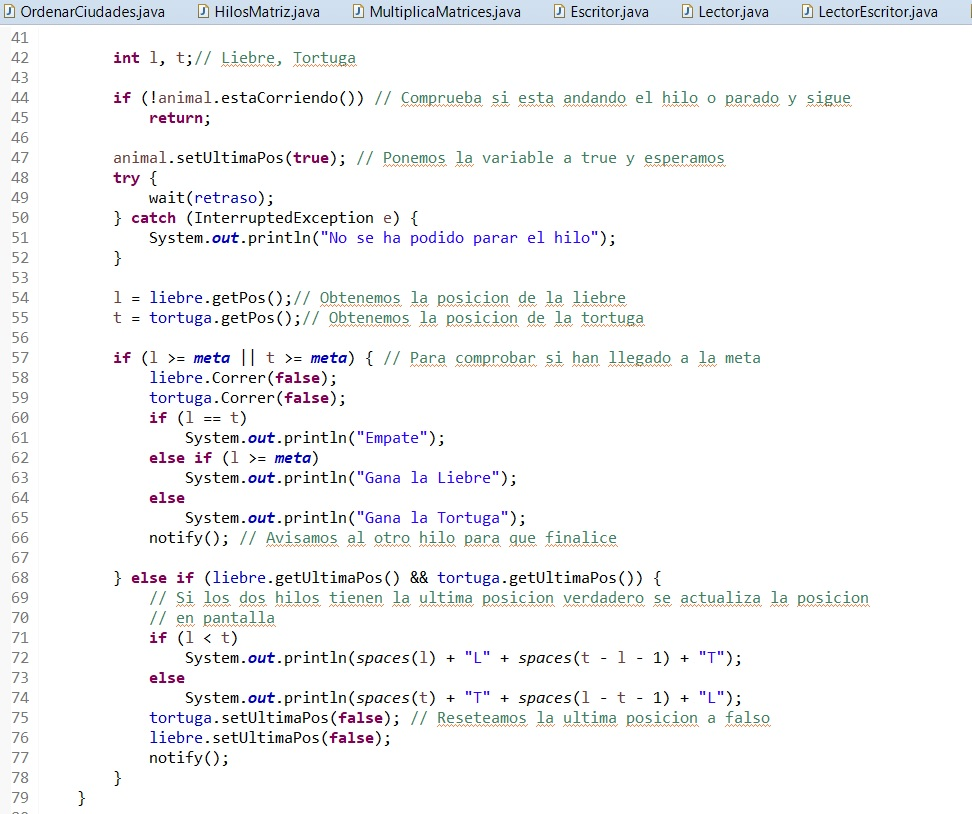 OrdenarCiudades.java HilosMatriz.java MultiplicaMatrices.java Escritor.java Lector.java LectorEscritor.java
41
42 int l, t;// Liebre, Tortuga
43
44 if (!animal.estaCorriendo()) // Comprueba si esta andando el hilo o parado y sigue
45 return;
46
47 animal.setUltimaPos(true); // Ponemos la variable a true y esperamos
48 try {
49 wait(retraso);
50 } catch (InterruptedException e) {
51 System.out.println("No se ha podido parar el hilo");
52 }
53
54 l = liebre.getPos();// Obtenemos la posicion de la liebre
55 t = tortuga.getPos();// Obtenemos la posicion de la tortuga
56
57 if (l >= meta || t >= meta) { // Para comprobar si han llegado a la meta
58 liebre.Correr(false);
59 tortuga.Correr(false);
60 if (l == t)
61 System.out.println("Empate");
62 else if (l >= meta)
63 System.out.println("Gana la Liebre");
64 else
65 System.out.println("Gana la Tortuga");
66 notify(); // Avisamos al otro hilo para que finalice
67
68 } else if (liebre.getUltimaPos() && tortuga.getUltimaPos()) {
69 // Si los dos hilos tienen la ultima posicion verdadero se actualiza la posicion
70 // en pantalla
71 if (l < t)
72 System.out.println(spaces(l) + "L" + spaces(t - l - 1) + "T");
73 else
74 System.out.println(spaces(t) + "T" + spaces(l - t - 1) + "L");
75 tortuga.setUltimaPos(false); // Reseteamos la ultima posicion a falso
76 liebre.setUltimaPos(false);
77 notify();
78 }
79 }